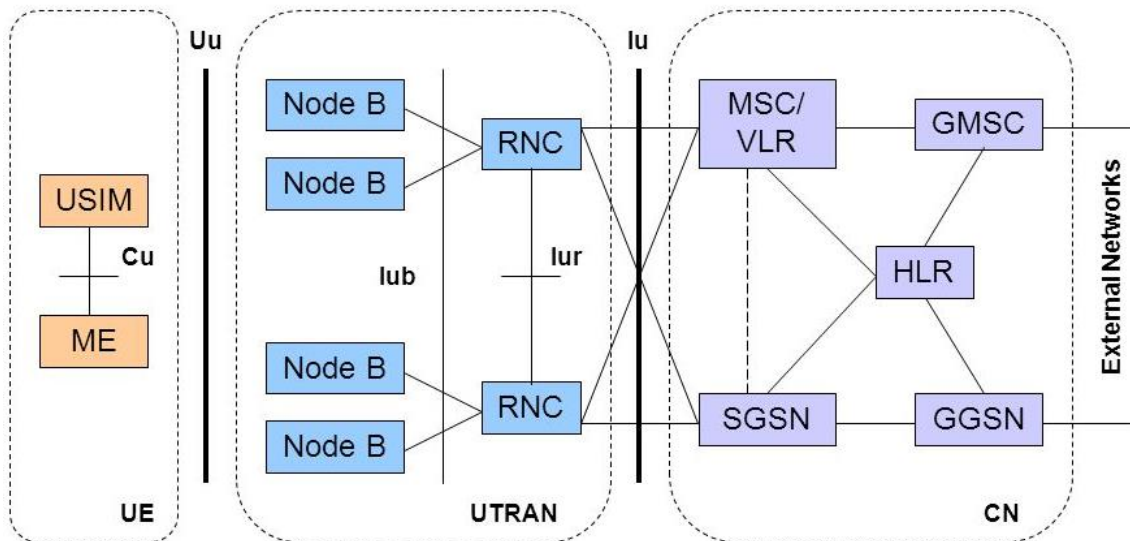 Uu
Iu
Node B
Node B
RNC
MSC/
VLR
GMSC
USIM
Cu
ME
Iub
Iur
HLR
External Networks
Node B
Node B
RNC
SGSN
GGSN
UE
UTRAN
CN